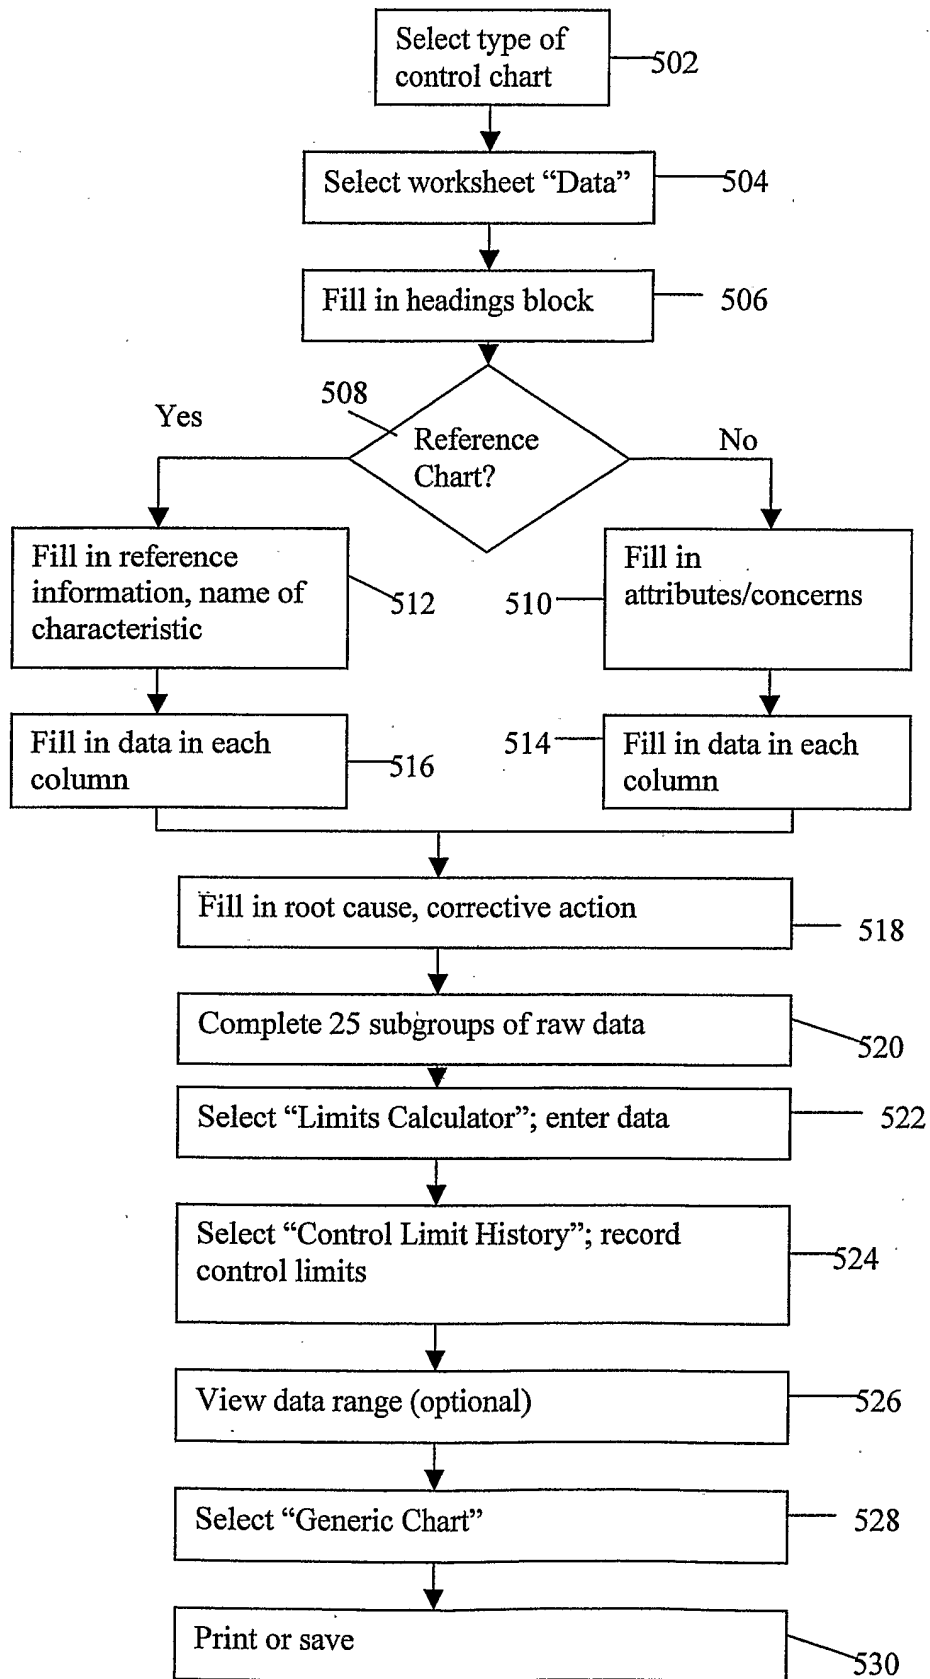 Select type of
control chart
502
Select worksheet “Data”
504
Fill in headings block
506
508
Yes
Reference
Chart?
No
Fill in reference
information, name of
characteristic
512
510
Fill in
attributes/concerns
Fill in data in each
column
516
514
Fill in data in each
column
Fill in root cause, corrective action
518
Complete 25 subgroups of raw data
520
Select “Limits Calculator”; enter data
522
Select “Control Limit History”; record
control limits
524
View data range (optional)
526
Select “Generic Chart”
528
Print or save
530